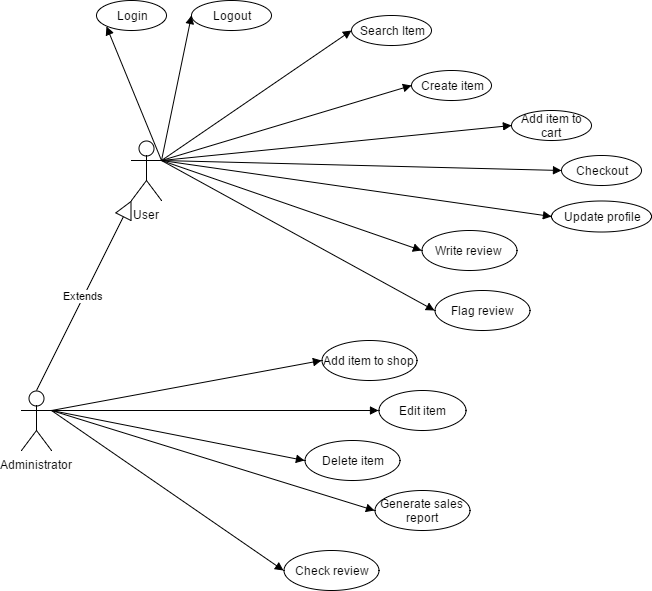 Login
Logout
Search Item
Create item
Add item to
cart
Checkout
User
Update profile
Write review
Extends
Flag review
Add item to shop
Edit item
Administrator
Delete item
Generate sales
report
Check review